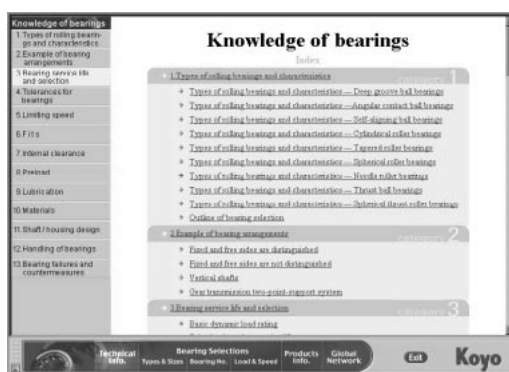 Knowledge of bearings
1.Types of rolling bearin-
gs and characteristics
2.Example of bearing
arrangements
3.Bearing service life
and selection
4.Tolerances for
bearings
5.Limiting speed
6.Fits
7.Internal clearance
8.Preload
9.Lubrication
10.Materials
11.Shaft/housing design
12.Handling of bearings
13.Bearing failures and
countermeasures
Knowledge of bearings
Index
1.Types of rolling bearings and characteristics
category 1
Types of rolling bearings and characteristics — Deep groove ball bearings
Types of rolling bearings and characteristics —Angular contact ball bearings
Types of rolling bearings and characteristics — Self-aligning ball bearings
Types of rolling bearings and characteristics — Cylindrical roller bearings
Types of rolling bearings and characteristics — Tapered roller bearings
Types of rolling bearings and characteristics — Spherical roller bearings
Types of rolling bearings and characteristics — Needle roller bearings
Types of rolling bearings and characteristics — Thrust ball bearings
Types of rolling bearings and characteristics — Spherical thrust roller bearings
Outline of bearing selection
2.Example of bearing arrangements
category 2
Fixed and free sides are distinguished
Fixed and free sides are not distinguished
Vertical shafts
Gear transmission two-point-support system
3.Bearing service life and selection
category 3
Basic dynamic load rating
Technical Info.
Bearing Selections
Types & Sizes Bearing No. Load & Speed
Products Info.
Global Network
Exit
Koyo